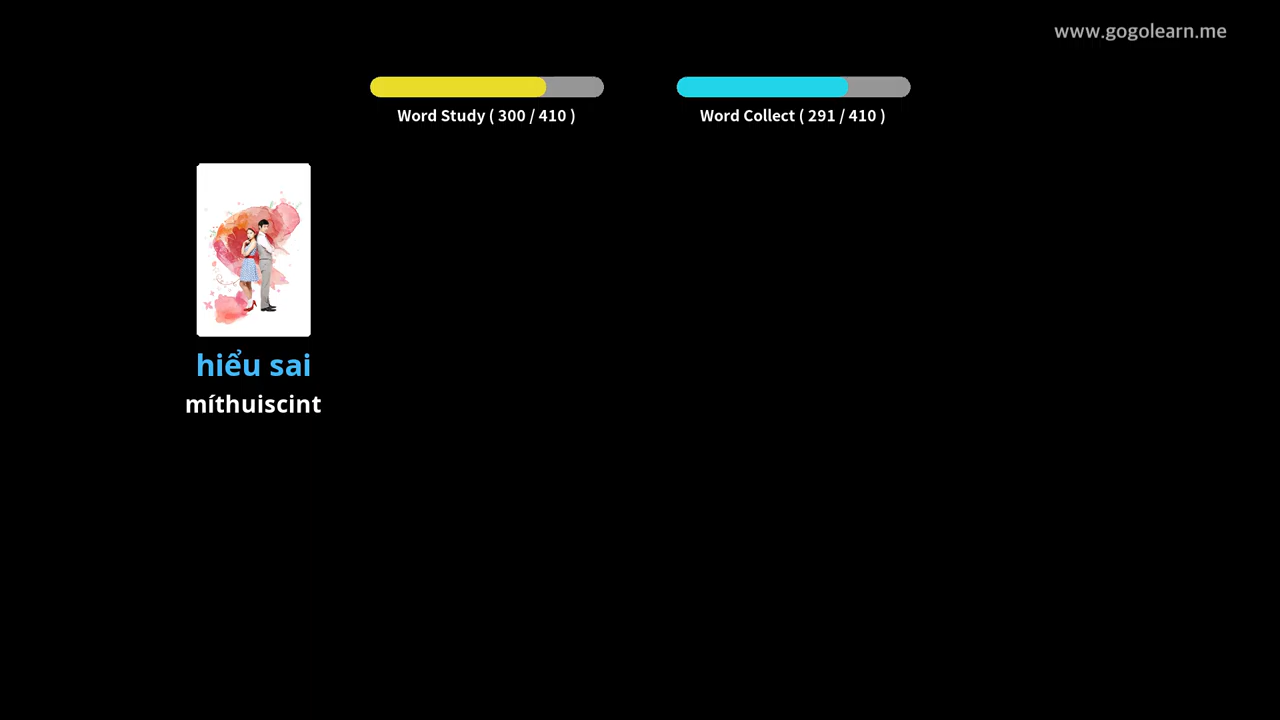 www.gogolearn.me
Word Study ( 300 / 410 )
Word Collect ( 291 / 410 )
hiểu sai
míthuiscint